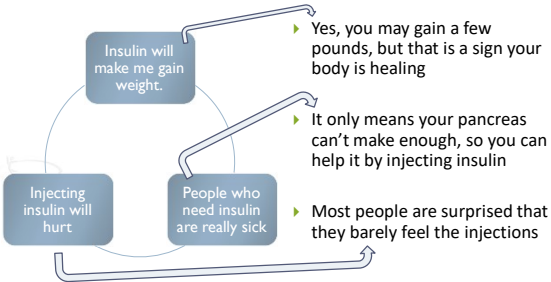 Insulin will
make me gain
weight.
Injecting
insulin will
hurt
People who
need insulin
are really sick
Yes, you may gain a few
pounds, but that is a sign your
body is healing
It only means your pancreas
can't make enough, so you can
help it by injecting insulin
Most people are surprised that
they barely feel the injections